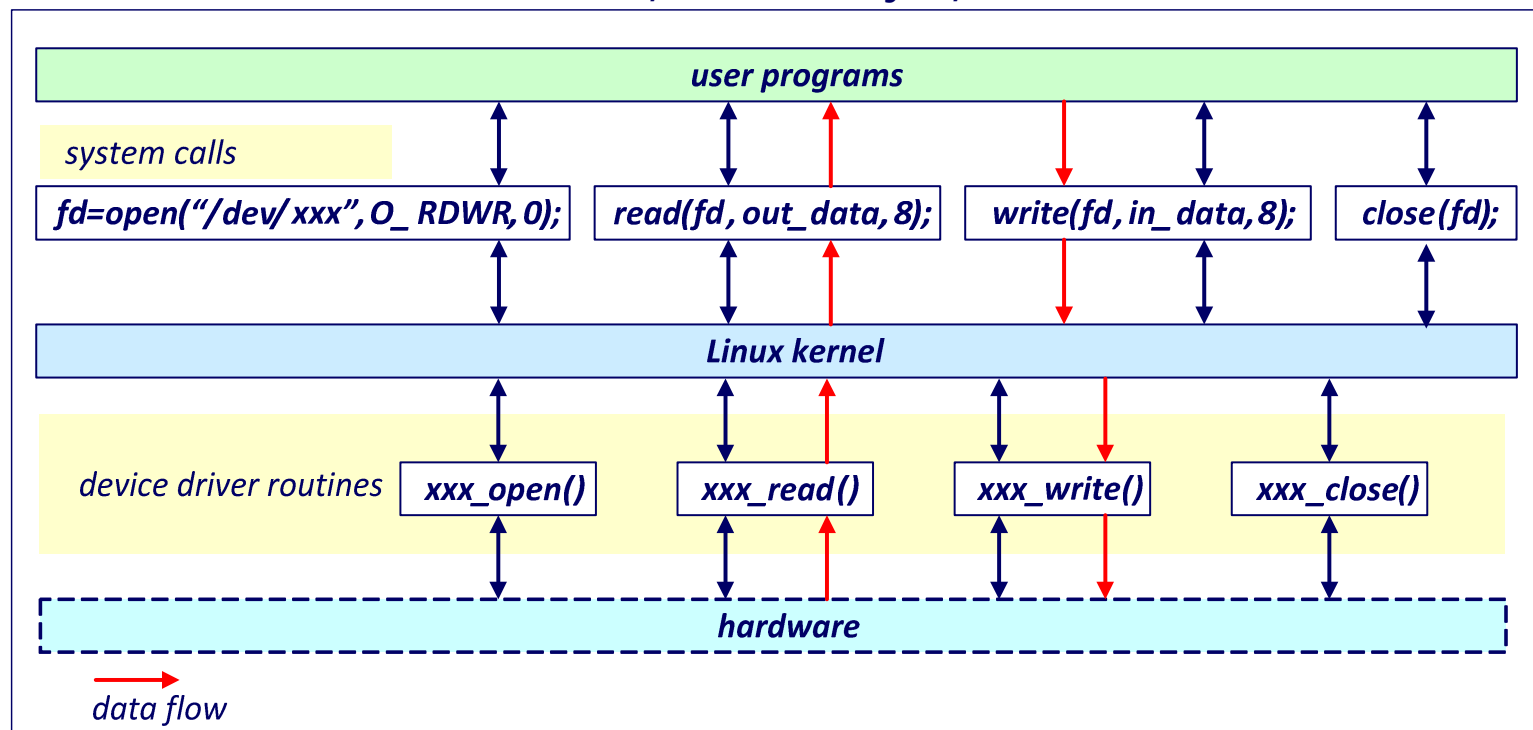 user programs
system calls
fd=open(“/dev/xxx”,O_RDWR,0);
read(fd,out_data,8);
write(fd,in_data,8);
close(fd);
Linux kernel
device driver routines
xxx_open()
xxx_read()
xxx_write()
xxx_close()
hardware
data flow